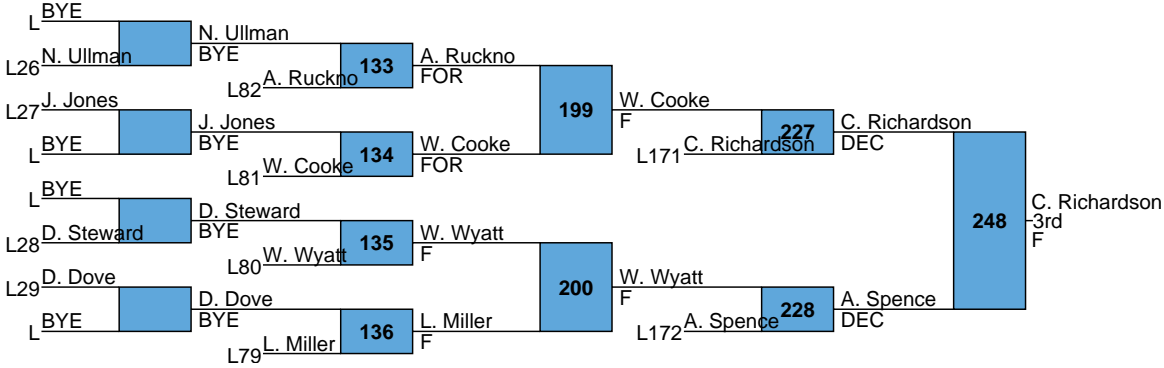 BYE
L
N. Ullman
L26
N. Ullman
BYE
A. Ruckno
L82
133
A. Ruckno
FOR
J. Jones
L27
BYE
L
J. Jones
BYE
W. Cooke
L81
134
W. Cooke
FOR
199
W. Cooke
F
C. Richardson
L171
227
C. Richardson
DEC
BYE
L
D. Steward
L28
D. Steward
BYE
W. Wyatt
L80
135
W. Wyatt
F
D. Dove
L29
BYE
L
D. Dove
BYE
L. Miller
L79
136
L. Miller
F
200
W. Wyatt
F
A. Spence
L172
228
A. Spence
DEC
248
C. Richardson
3rd
F